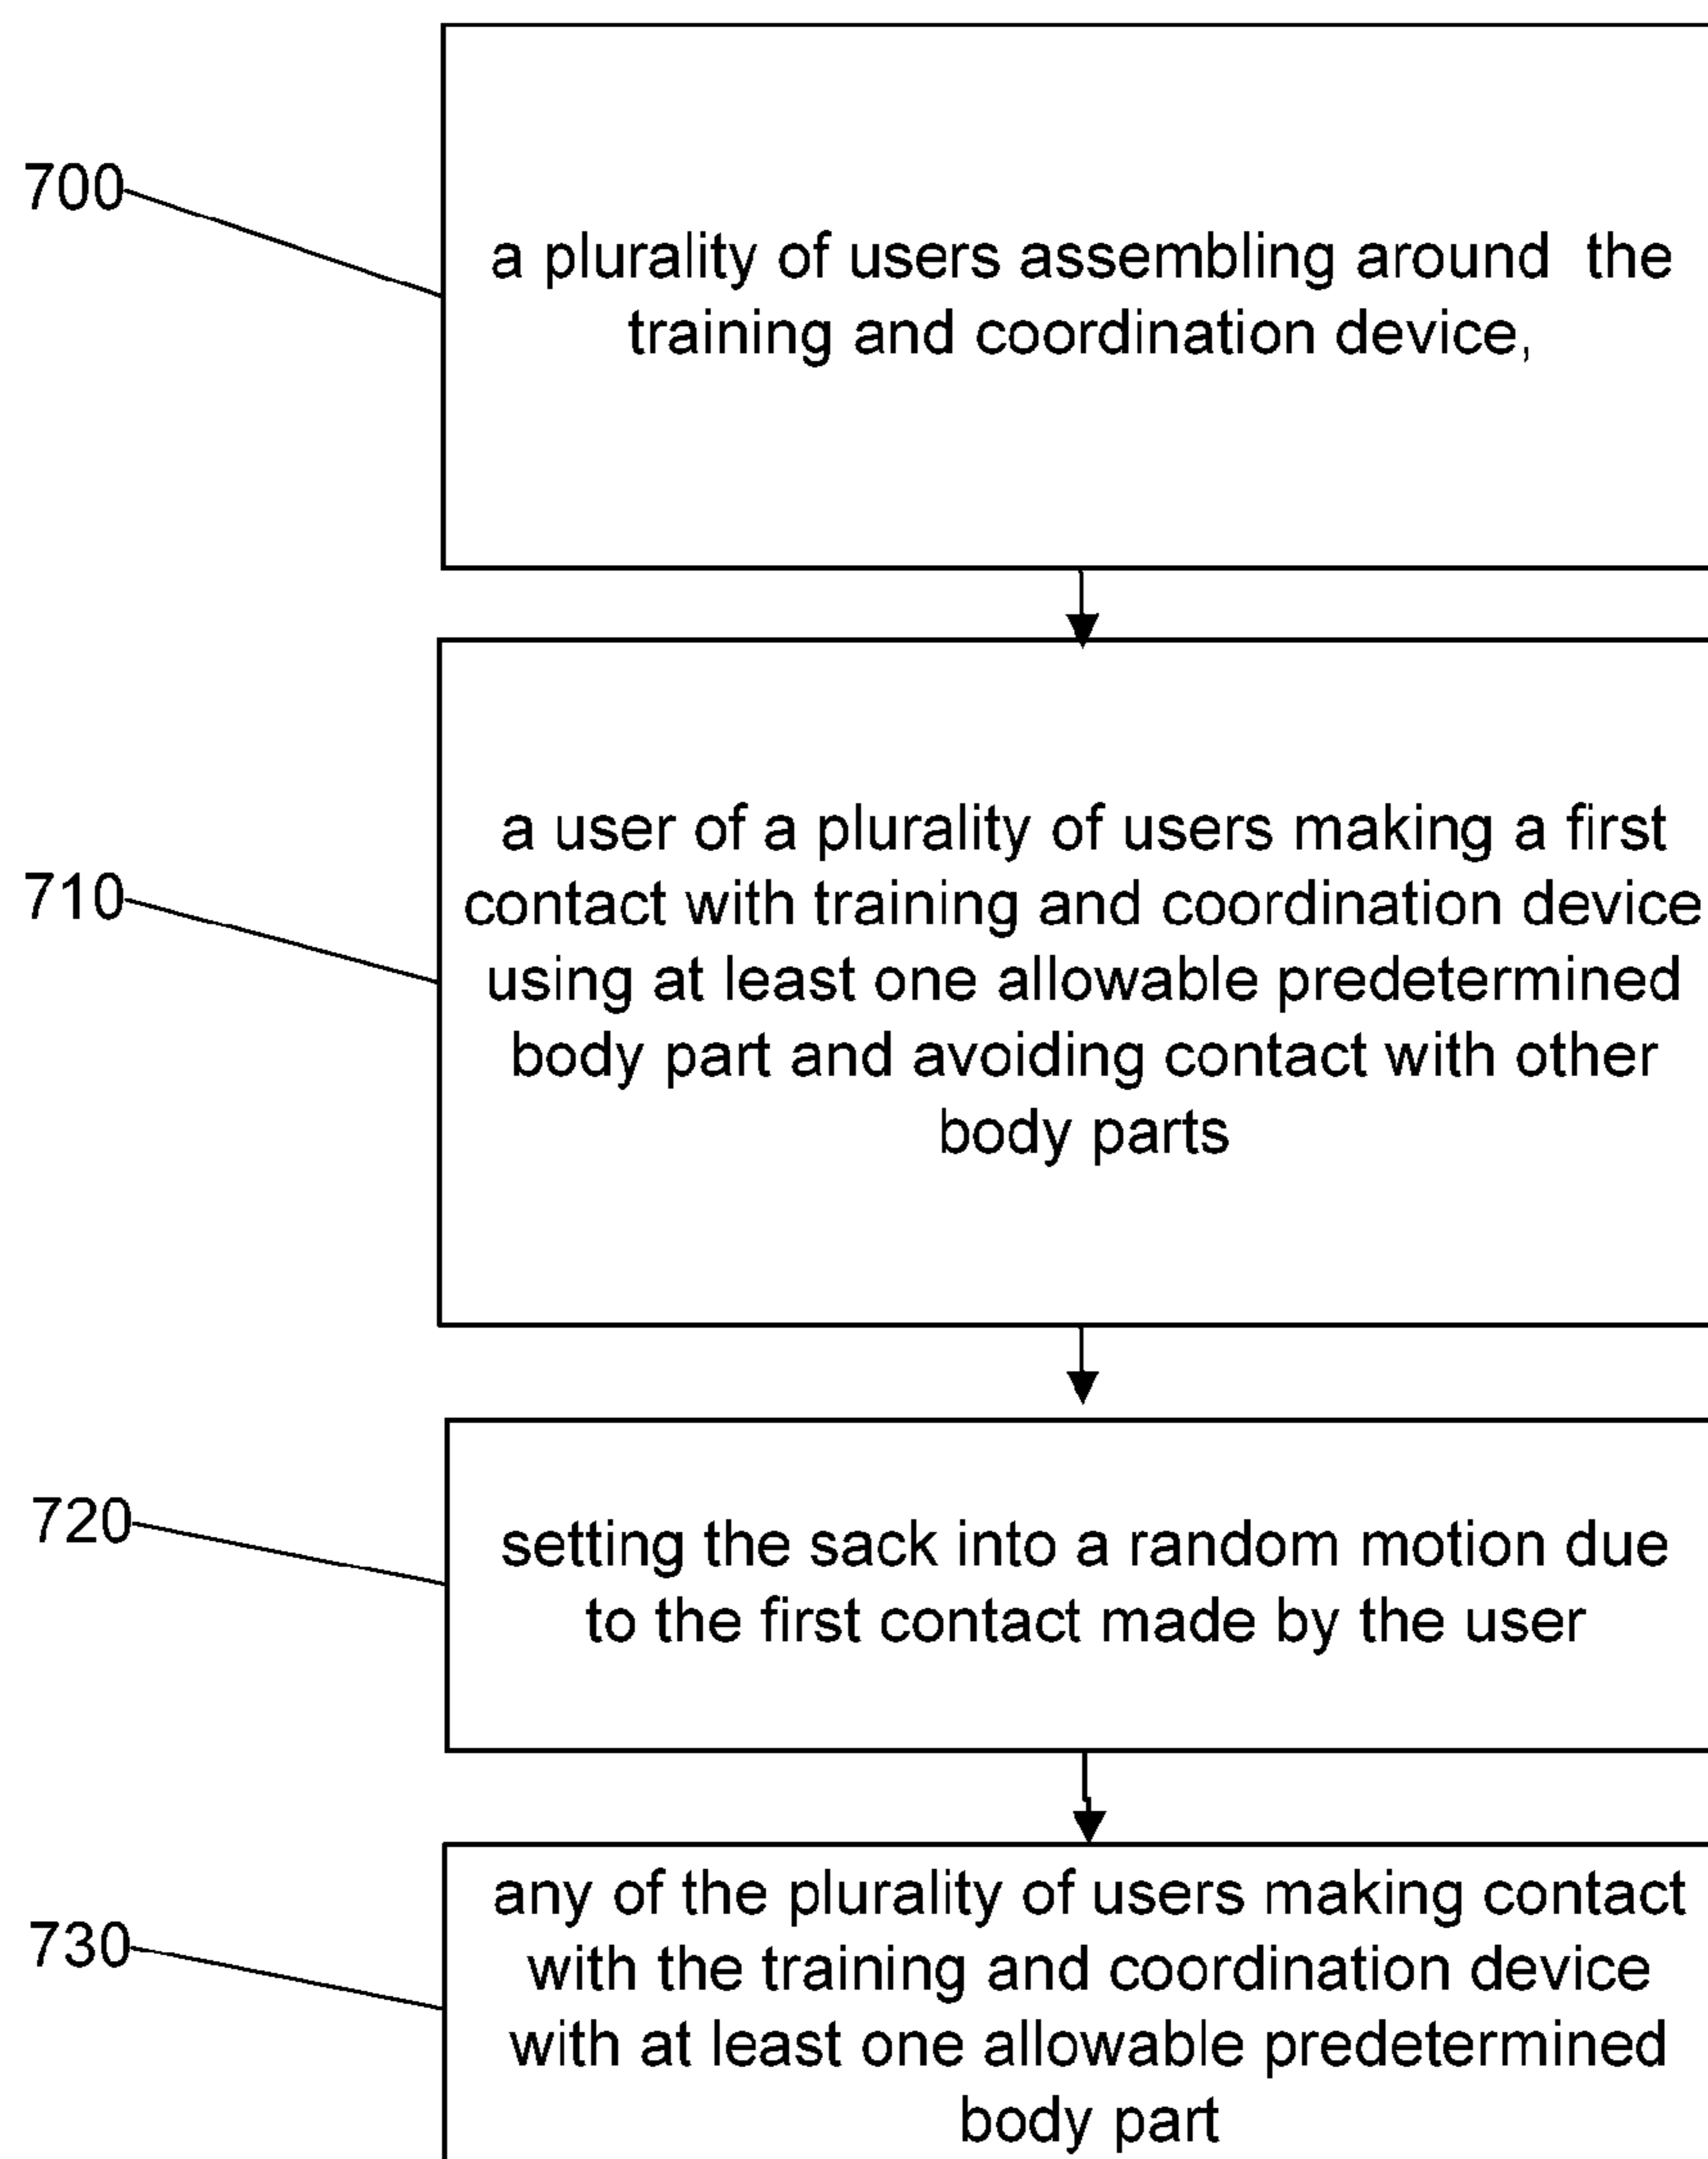 700
a plurality of users assembling around the
training and coordination device,
710
a user of a plurality of users making a first
contact with training and coordination device
using at least one allowable predetermined
body part and avoiding contact with other
body parts
720
setting the sack into a random motion due
to the first contact made by the user
730
any of the plurality of users making contact
with the training and coordination device
with at least one allowable predetermined
body part